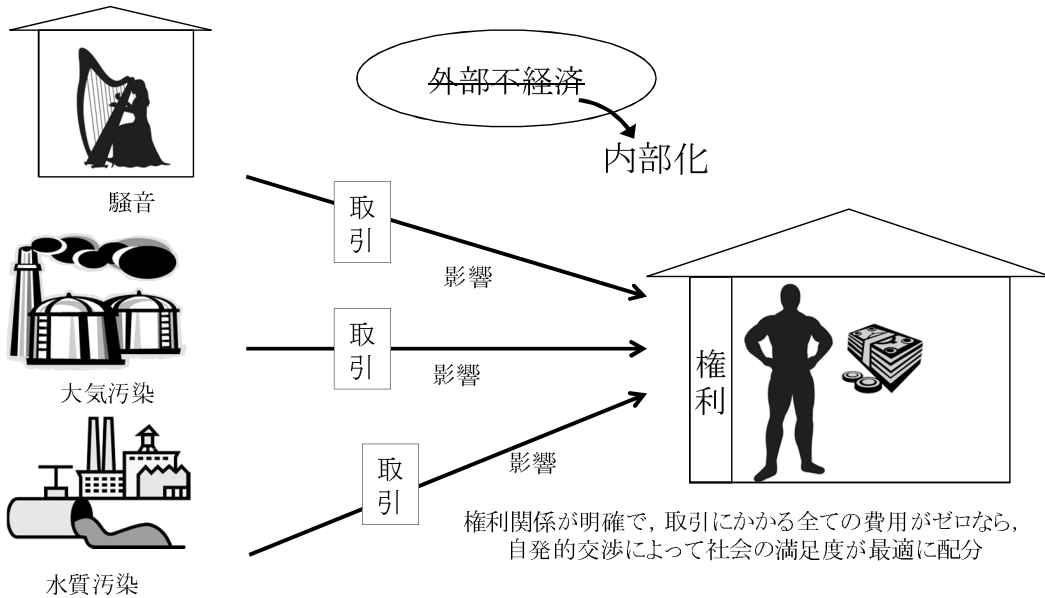 外部不経済
内部化
騒音
取引
影響
大気汚染
取引
影響
権利
水質汚染
取引
影響
権利関係が明確で，取引にかかる全ての費用がゼロなら，
自発的交渉によって社会の満足度が最適に配分